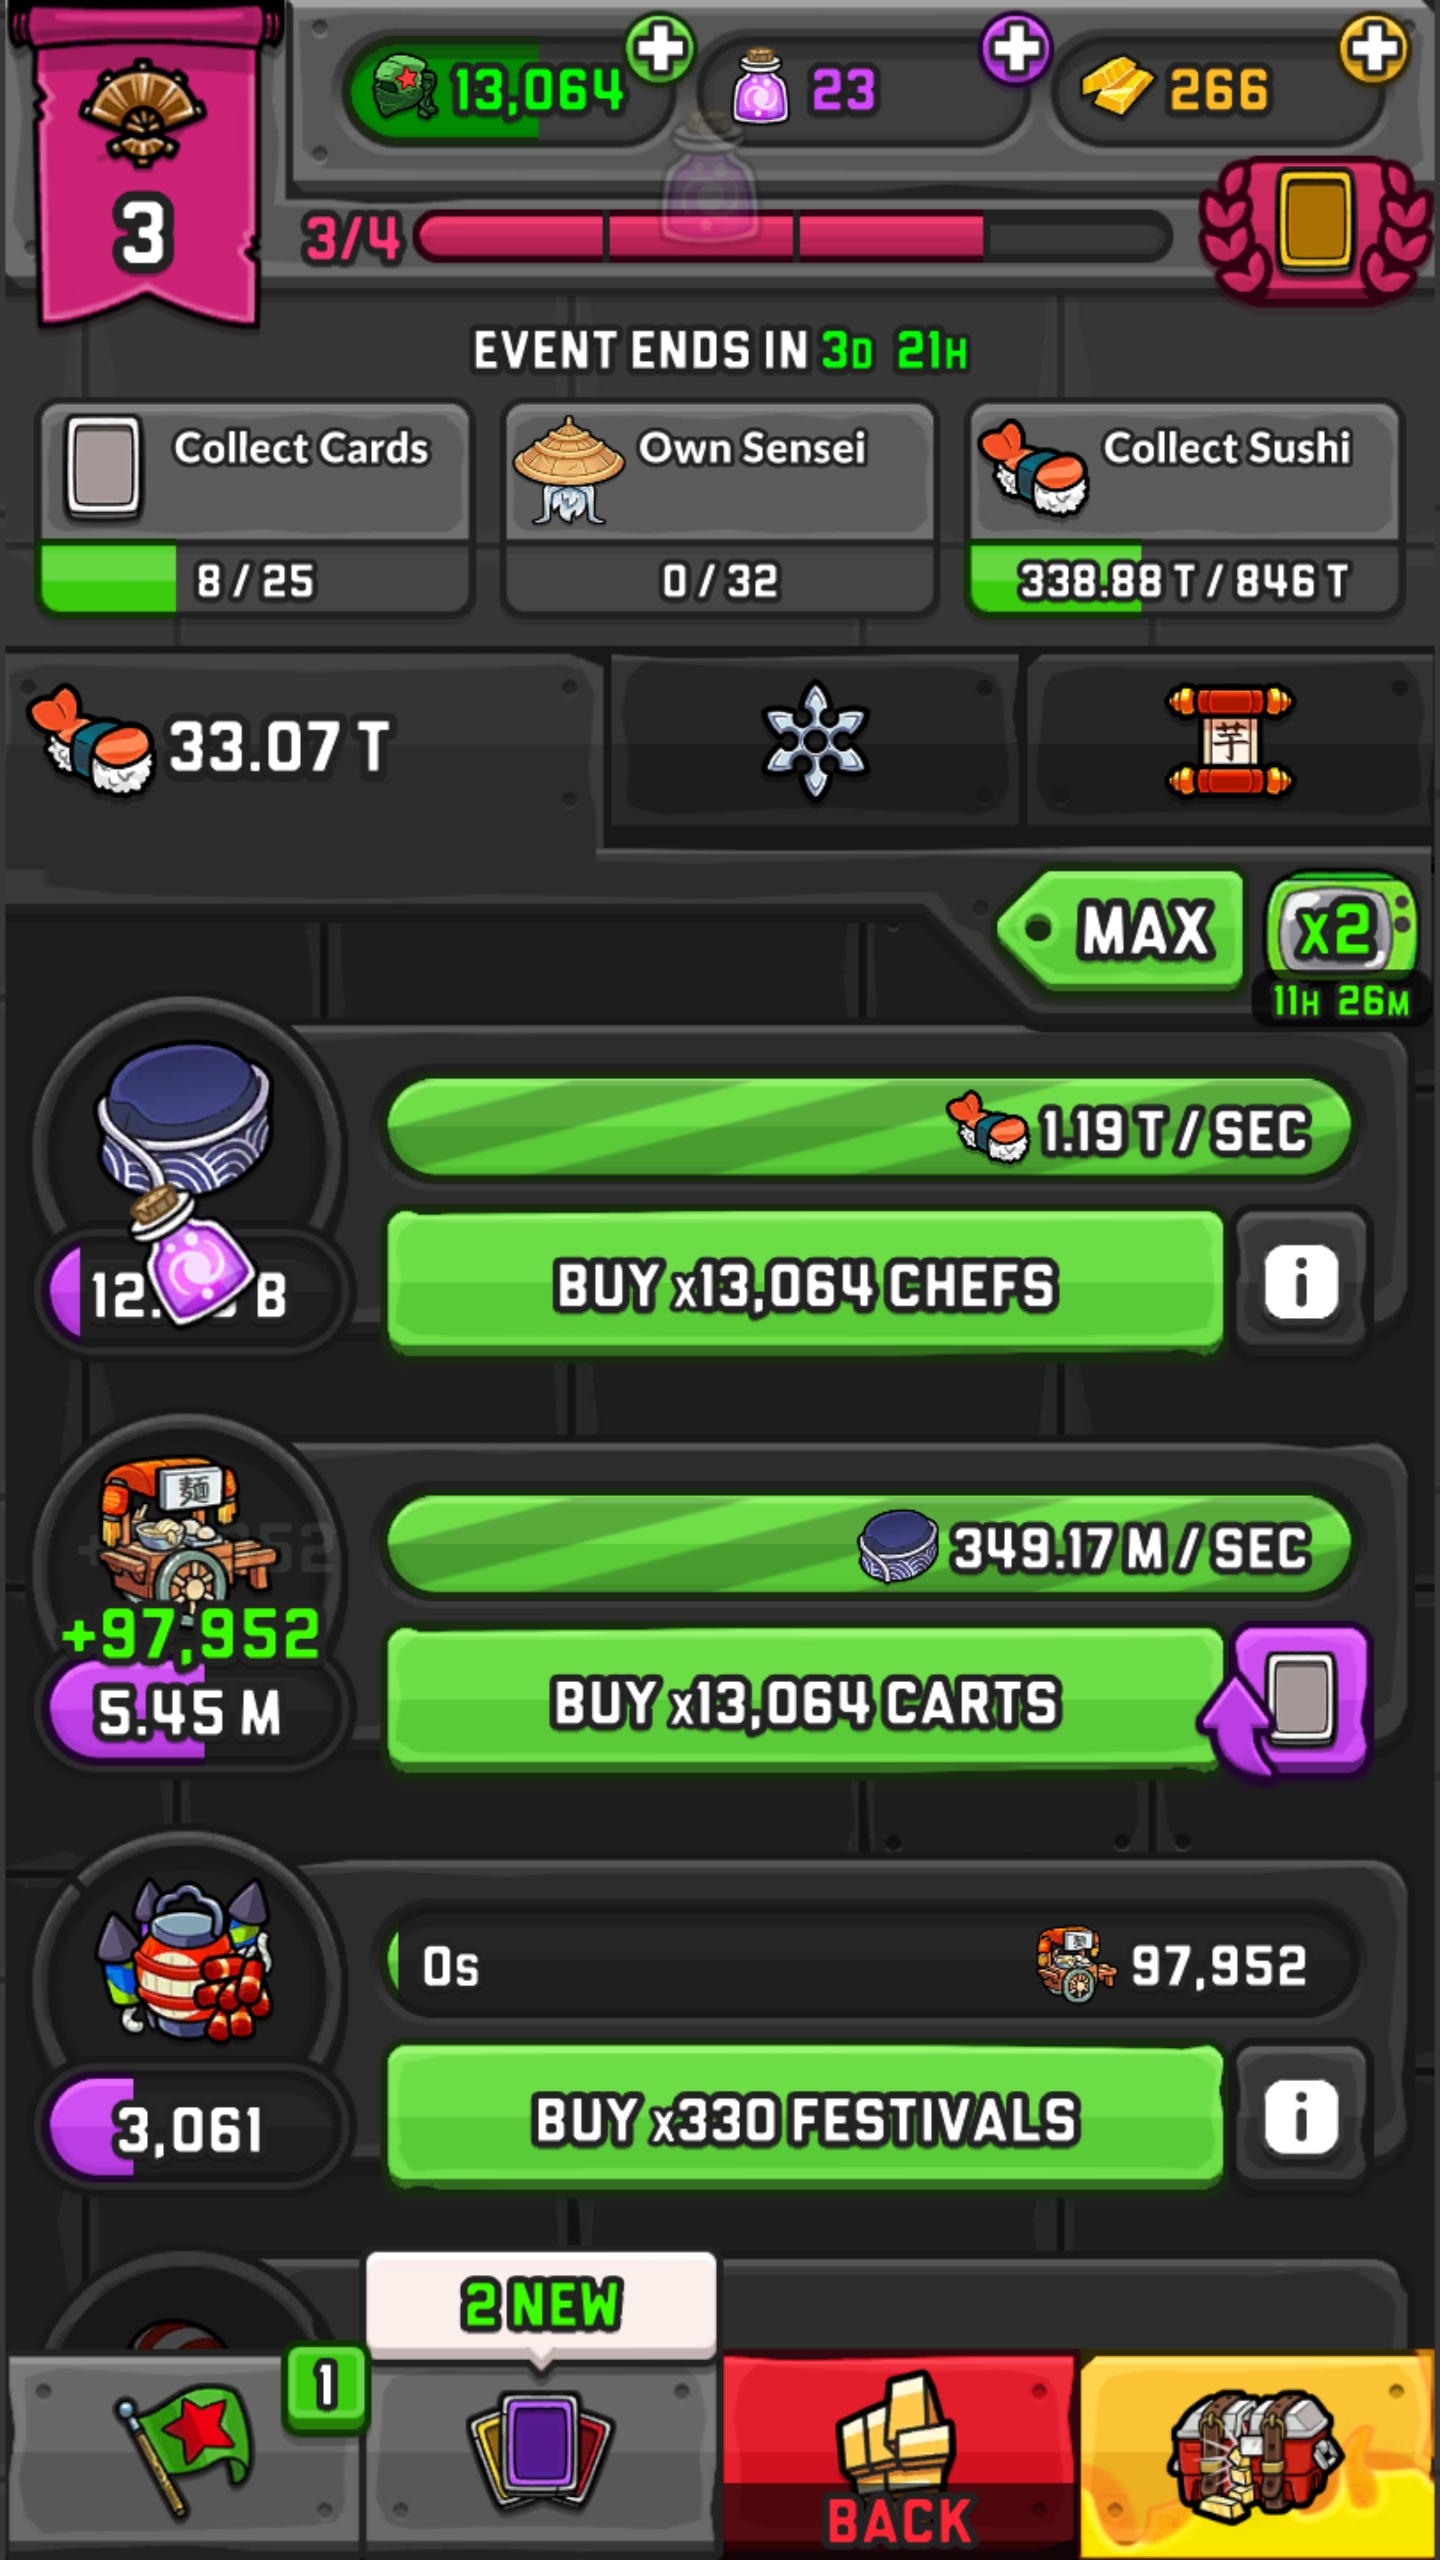 13,064
23
266
3
3/4
EVENT ENDS IN 3D 21H
Collect Cards
8 / 25
Own Sensei
0 / 32
Collect Sushi
338.88 T / 846 T
33.07 T
芋
MAX
x2
11H 26M
1.19 T / SEC
BUY x13,064 CHEFS
麺
349.17 M / SEC
+97,952
5.45 M
BUY x13,064 CARTS
0s
97,952
3,061
BUY x330 FESTIVALS
2 NEW
1
BACK